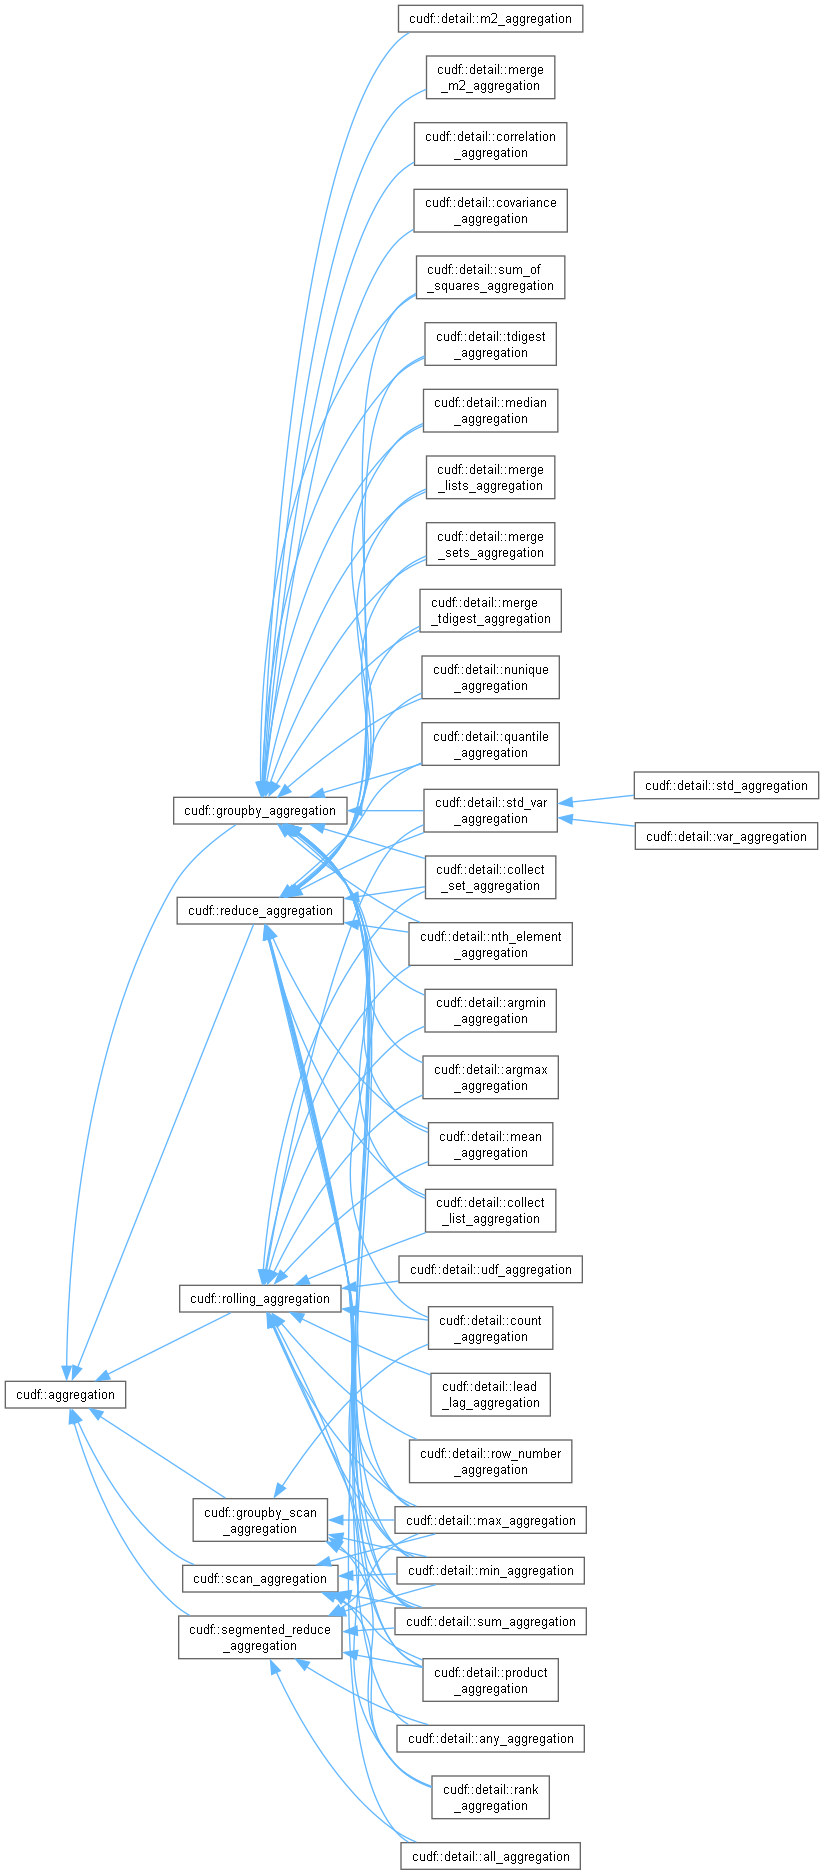 cudf::detail::m2_aggregation
cudf::detail::merge
_m2_aggregation
cudf::detail::correlation
_aggregation
cudf::detail::covariance
_aggregation
cudf::detail::sum_of
_squares_aggregation
cudf::detail::tdigest
_aggregation
cudf::detail::median
_aggregation
cudf::detail::merge
_lists_aggregation
cudf::detail::merge
_sets_aggregation
cudf::detail::merge
_tdigest_aggregation
cudf::detail::nunique
_aggregation
cudf::detail::quantile
_aggregation
cudf::detail::std_aggregation
cudf::groupby_aggregation
cudf::detail::std_var
_aggregation
cudf::detail::var_aggregation
cudf::detail::collect
_set_aggregation
cudf::reduce_aggregation
cudf::detail::nth_element
_aggregation
cudf::detail::argmin
_aggregation
cudf::detail::argmax
_aggregation
cudf::detail::mean
_aggregation
cudf::detail::collect
_list_aggregation
cudf::detail::udf_aggregation
cudf::rolling_aggregation
cudf::detail::count
_aggregation
cudf::aggregation
cudf::detail::lead
_lag_aggregation
cudf::detail::row_number
_aggregation
cudf::groupby_scan
_aggregation
cudf::detail::max_aggregation
cudf::scan_aggregation
cudf::detail::min_aggregation
cudf::segmented_reduce
_aggregation
cudf::detail::sum_aggregation
cudf::detail::product
_aggregation
cudf::detail::any_aggregation
cudf::detail::rank
_aggregation
cudf::detail::all_aggregation